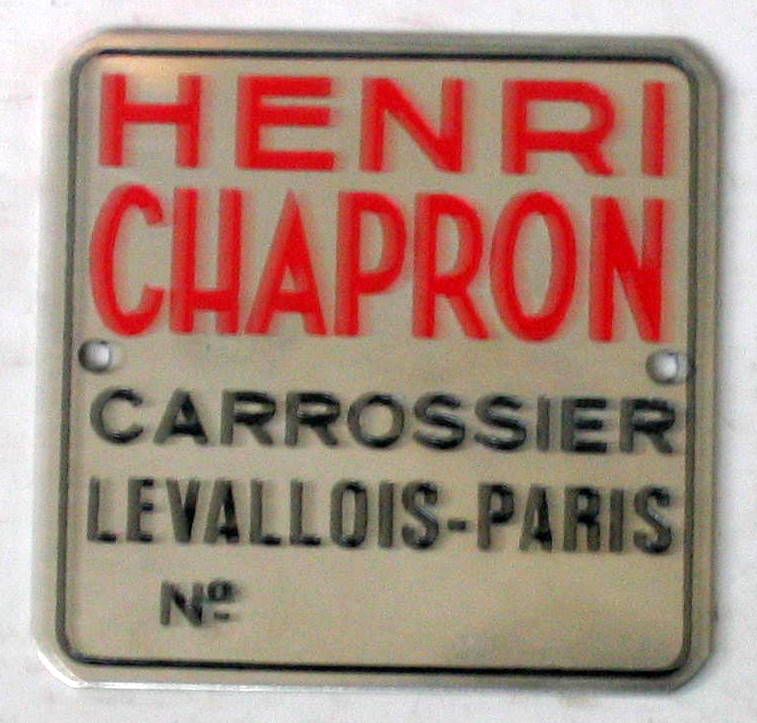 HENRI
CHAPRON
CARROSSIER
LEVALLOIS-PARIS
Nº